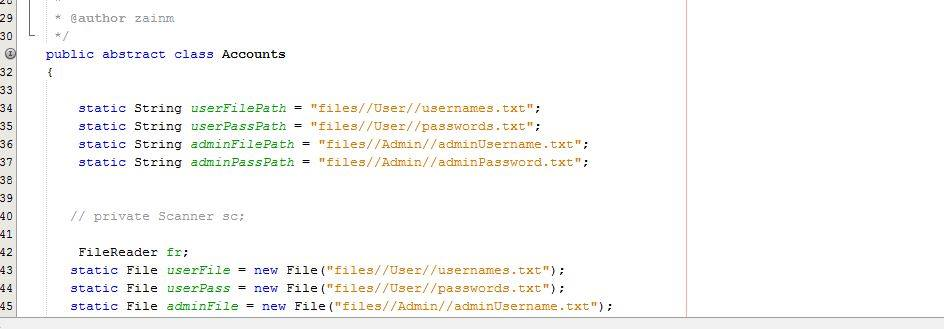 28 *
29 * @author zainm
30 */
public abstract class Accounts
32 {
33
34 static String userFilePath = "files//User//usernames.txt";
35 static String userPassPath = "files//User//passwords.txt";
36 static String adminFilePath = "files//Admin//adminUsername.txt";
37 static String adminPassPath = "files//Admin//adminPassword.txt";
38
39
40 // private Scanner sc;
41
42 FileReader fr;
43 static File userFile = new File("files//User//usernames.txt");
44 static File userPass = new File("files//User//passwords.txt");
45 static File adminFile = new File("files//Admin//adminUsername.txt");